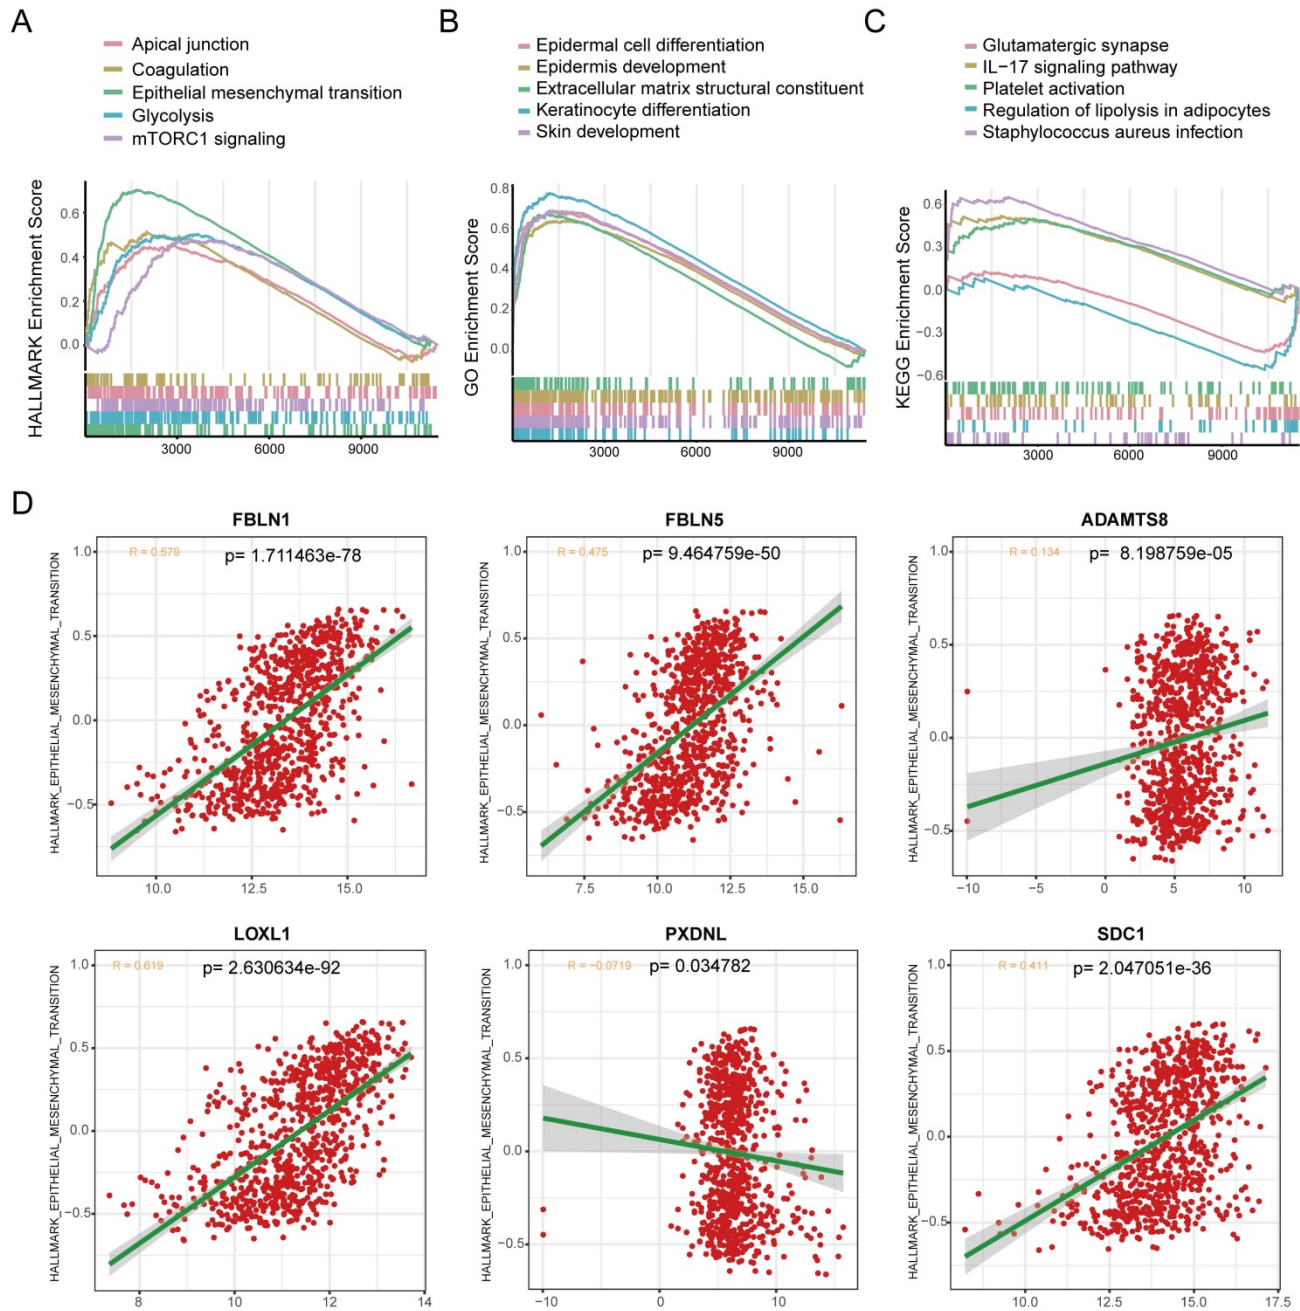 A
Apical junction
Coagulation
Epithelial mesenchymal transition
Glycolysis
mTORC1 signaling
HALLMARK Enrichment Score
0.6
0.4
0.2
0.0
3000 6000 9000
B
Epidermal cell differentiation
Epidermis development
Extracellular matrix structural constituent
Keratinocyte differentiation
Skin development
GO Enrichment Score
0.8
0.6
0.4
0.2
0.0
3000 6000 9000
C
Glutamatergic synapse
IL−17 signaling pathway
Platelet activation
Regulation of lipolysis in adipocytes
Staphylococcus aureus infection
KEGG Enrichment Score
0.6
0.3
0.0
−0.3
−0.6
3000 6000 9000
D
FBLN1
R = 0.579 p= 1.711463e-78
HALLMARK_EPITHELIAL_MESENCHYMAL_TRANSITION
1.0
0.5
0.0
−0.5
10.0 12.5 15.0
FBLN5
R = 0.475 p= 9.464759e-50
HALLMARK_EPITHELIAL_MESENCHYMAL_TRANSITION
1.0
0.5
0.0
−0.5
7.5 10.0 12.5 15.0
ADAMTS8
R = 0.134 p= 8.198759e-05
HALLMARK_EPITHELIAL_MESENCHYMAL_TRANSITION
1.0
0.5
0.0
−0.5
−10 −5 0 5 10
LOXL1
R = 0.619 p= 2.630634e-92
HALLMARK_EPITHELIAL_MESENCHYMAL_TRANSITION
1.0
0.5
0.0
−0.5
8 10 12 14
PXDNL
R = −0.0719 p= 0.034782
HALLMARK_EPITHELIAL_MESENCHYMAL_TRANSITION
1.0
0.5
0.0
−0.5
−10 0 10
SDC1
R = 0.411 p= 2.047051e-36
HALLMARK_EPITHELIAL_MESENCHYMAL_TRANSITION
1.0
0.5
0.0
−0.5
10.0 12.5 15.0 17.5